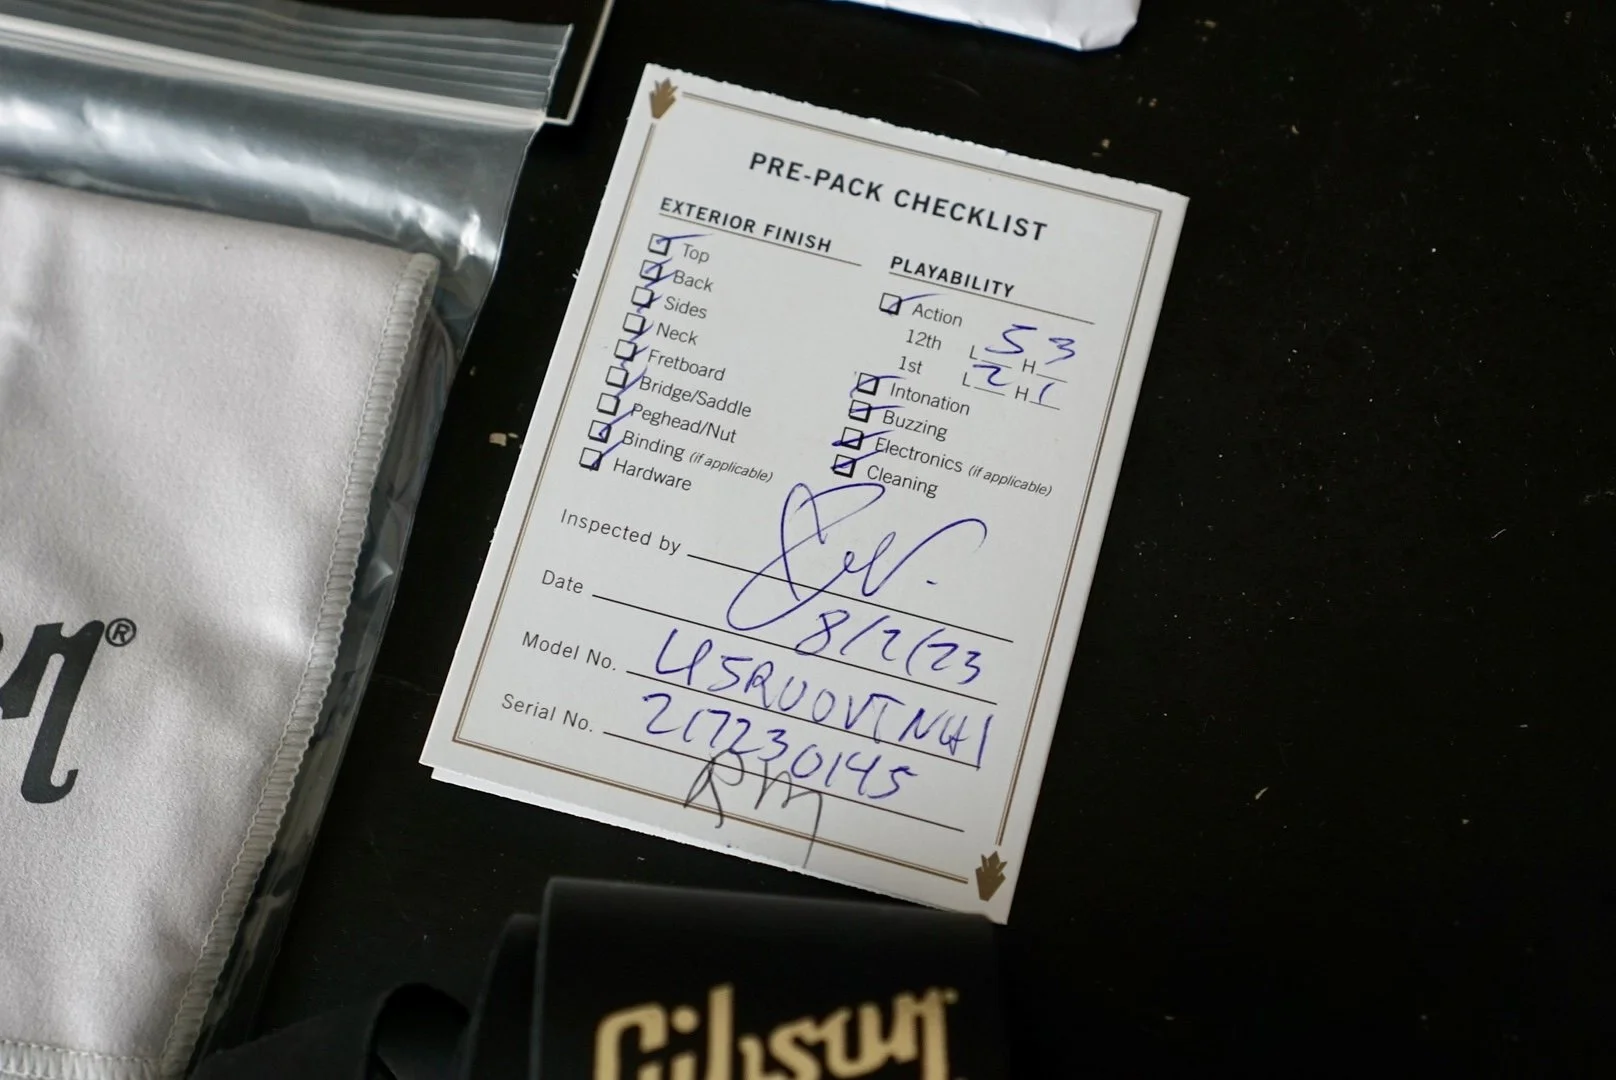 PRE-PACK CHECKLIST
EXTERIOR FINISH
Top
Back
Sides
Neck
Fretboard
Bridge/Saddle
Peghead/Nut
Binding (if applicable)
Hardware
PLAYABILITY
Action
12th L 5 H 3
1st L 2 H 1
Intonation
Buzzing
Electronics (if applicable)
Cleaning
Inspected by
Date 8/2/23
Model No.
Serial No. 217230145
®
Gibson